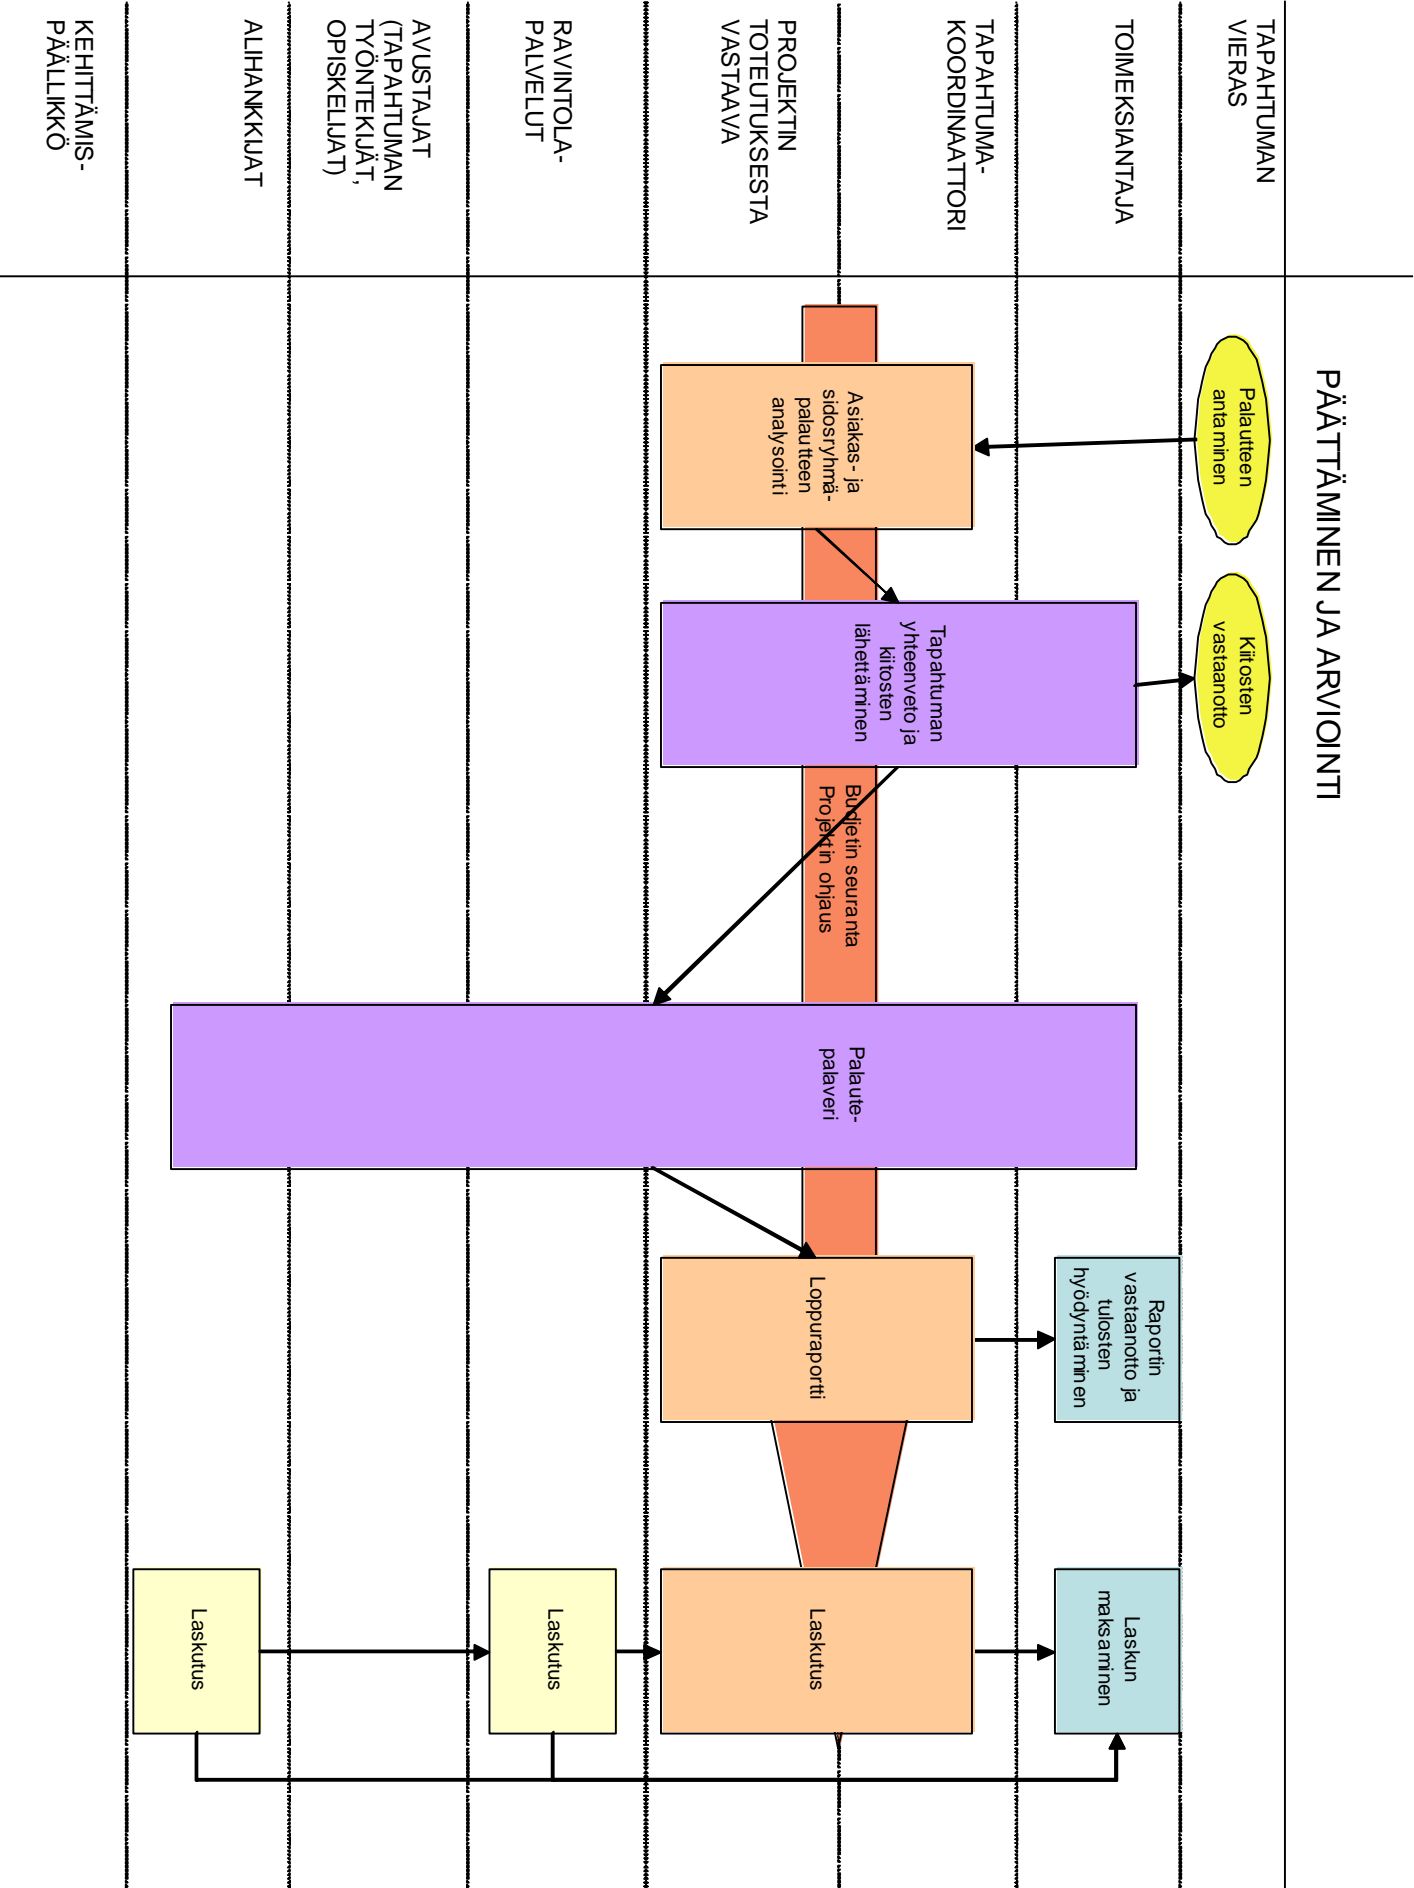 PÄÄTTÄMINEN JA ARVIOINTI
TAPAHTUMAN
VIERAS
Palautteen
antaminen
Kiitosten
vastaanotto
TOIMEKSIANTAJA
Raportin
vastaanotto ja
tulosten
hyödyntäminen
Laskun
maksaminen
TAPAHTUMA-
KOORDINAATTORI
PROJEKTIN
TOTEUTUKSESTA
VASTAAVA
Asiakas- ja
sidosryhmä-
palautteen
analysointi
Tapahtuman
yhteenveto ja
kiitosten
lähettäminen
Budjetin seuranta
Projektin ohjaus
Palaute-
palaveri
Loppuraportti
Laskutus
RAVINTOLA-
PALVELUT
Laskutus
AVUSTAJAT
(TAPAHTUMAN
TYÖNTEKIJÄT,
OPISKELIJAT)
ALIHANKKIJAT
Laskutus
KEHITTÄMIS-
PÄÄLLIKKÖ